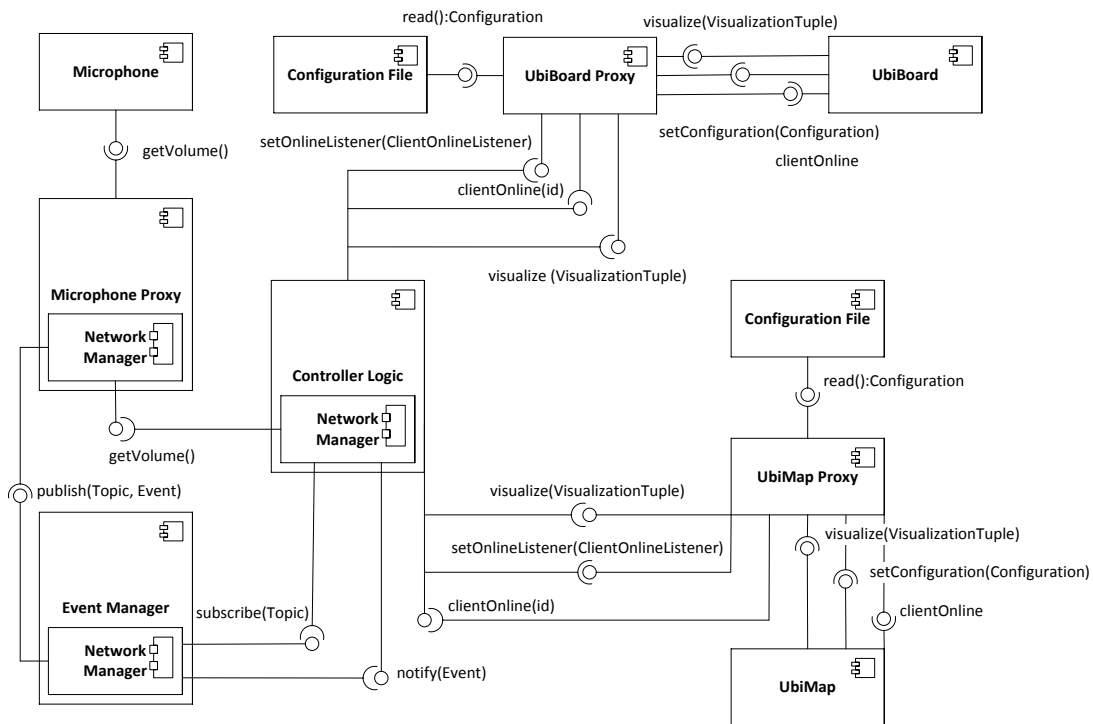 read():Configuration
visualize(VisualizationTuple)
Microphone
Configuration File
UbiBoard Proxy
UbiBoard
getVolume()
setOnlineListener(ClientOnlineListener)
setConfiguration(Configuration)
clientOnline
clientOnline(id)
visualize (VisualizationTuple)
Microphone Proxy
Network
Manager
Controller Logic
Network
Manager
Configuration File
read():Configuration
getVolume()
publish(Topic, Event)
UbiMap Proxy
visualize(VisualizationTuple)
setOnlineListener(ClientOnlineListener)
clientOnline(id)
visualize(VisualizationTuple)
setConfiguration(Configuration)
clientOnline
Event Manager
subscribe(Topic)
Network
Manager
notify(Event)
UbiMap